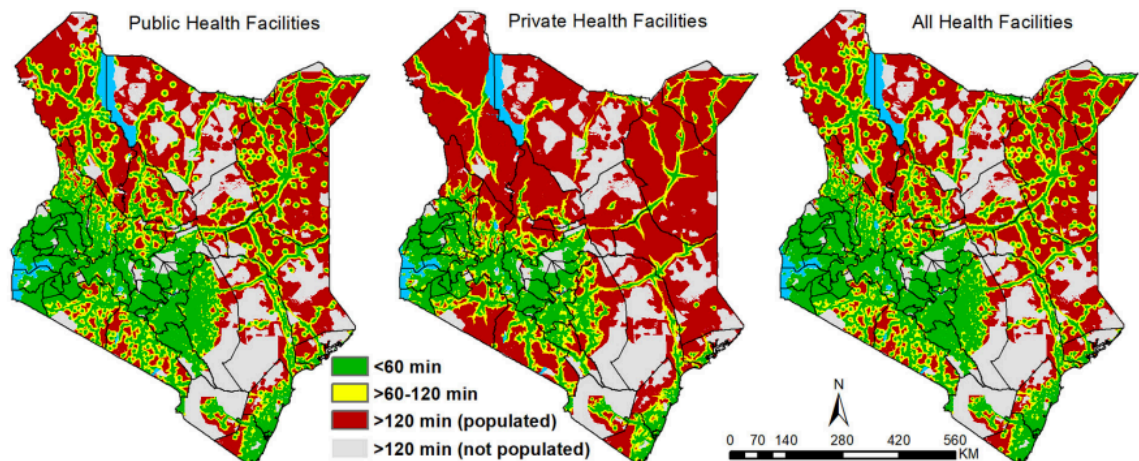 Public Health Facilities
Private Health Facilities
All Health Facilities
<60 min
>60-120 min
>120 min (populated)
>120 min (not populated)
N
0 70 140 280 420 560
KM